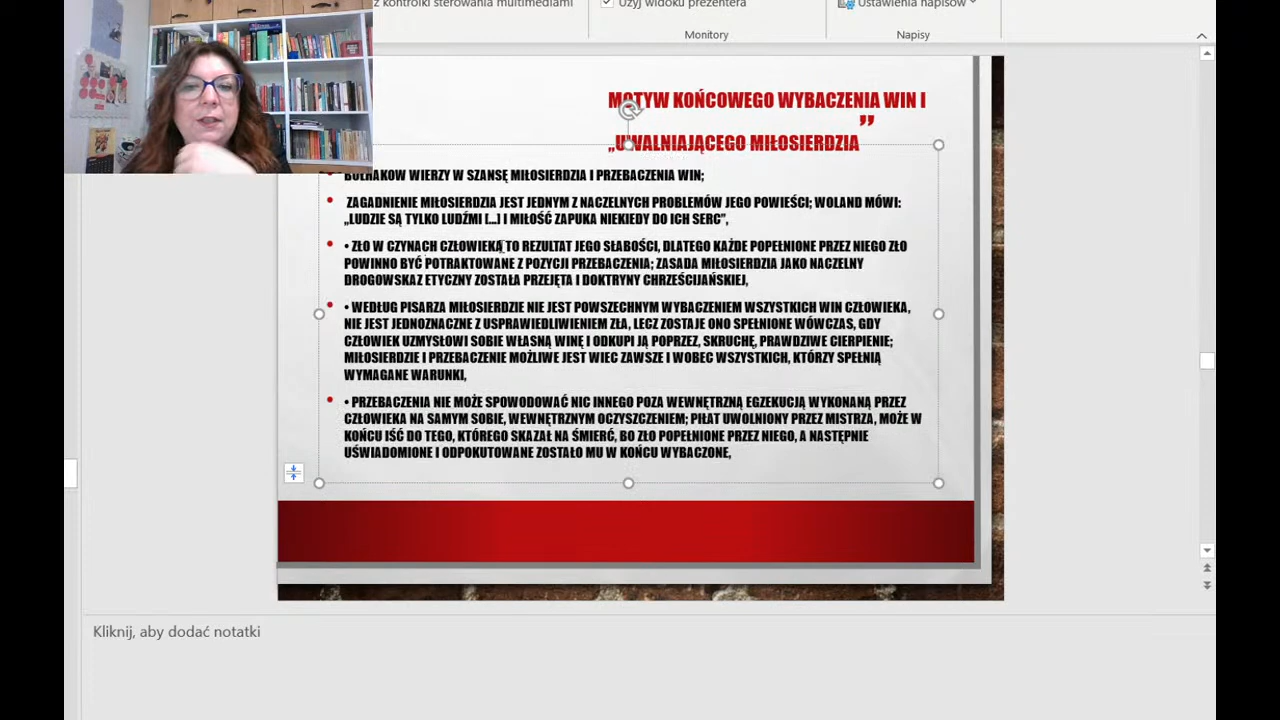 z kontrolki sterowania multimediami
Użyj widoku prezentera
Ustawienia napisów
Monitory
Napisy
MOTYW KOŃCOWEGO WYBACZENIA WIN I
„UWALNIAJĄCEGO MIŁOSIERDZIA”
BUŁHAKOW WIERZY W SZANSĘ MIŁOSIERDZIA I PRZEBACZENIA WIN;
ZAGADNIENIE MIŁOSIERDZIA JEST JEDNYM Z NACZELNYCH PROBLEMÓW JEGO POWIEŚCI; WOLAND MÓWI:
„LUDZIE SĄ TYLKO LUDŹMI [...] I MIŁOŚĆ ZAPUKA NIEKIEDY DO ICH SERC”,
• ZŁO W CZYNACH CZŁOWIEKA TO REZULTAT JEGO SŁABOŚCI, DLATEGO KAŻDE POPEŁNIONE PRZEZ NIEGO ZŁO
POWINNO BYĆ POTRAKTOWANE Z POZYCJI PRZEBACZENIA; ZASADA MIŁOSIERDZIA JAKO NACZELNY
DROGOWSKAZ ETYCZNY ZOSTAŁA PRZEJĘTA I DOKTRYNY CHRZEŚCIJAŃSKIEJ,
• WEDŁUG PISARZA MIŁOSIERDZIE NIE JEST POWSZECHNYM WYBACZENIEM WSZYSTKICH WIN CZŁOWIEKA,
NIE JEST JEDNOZNACZNE Z USPRAWIEDLIWIENIEM ZŁA, LECZ ZOSTAJE ONO SPEŁNIONE WÓWCZAS, GDY
CZŁOWIEK UZMYSŁOWI SOBIE WŁASNĄ WINĘ I ODKUPI JĄ POPRZEZ, SKRUCHĘ, PRAWDZIWE CIERPIENIE;
MIŁOSIERDZIE I PRZEBACZENIE MOŻLIWE JEST WIEC ZAWSZE I WOBEC WSZYSTKICH, KTÓRZY SPEŁNIĄ
WYMAGANE WARUNKI,
• PRZEBACZENIA NIE MOŻE SPOWODOWAĆ NIC INNEGO POZA WEWNĘTRZNĄ EGZEKUCJĄ WYKONANĄ PRZEZ
CZŁOWIEKA NA SAMYM SOBIE, WEWNĘTRZNYM OCZYSZCZENIEM; PIŁAT UWOLNIONY PRZEZ MISTRZA, MOŻE W
KOŃCU IŚĆ DO TEGO, KTÓREGO SKAZAŁ NA ŚMIERĆ, BO ZŁO POPEŁNIONE PRZEZ NIEGO, A NASTĘPNIE
UŚWIADOMIONE I ODPOKUTOWANE ZOSTAŁO MU W KOŃCU WYBACZONE,
Kliknij, aby dodać notatki